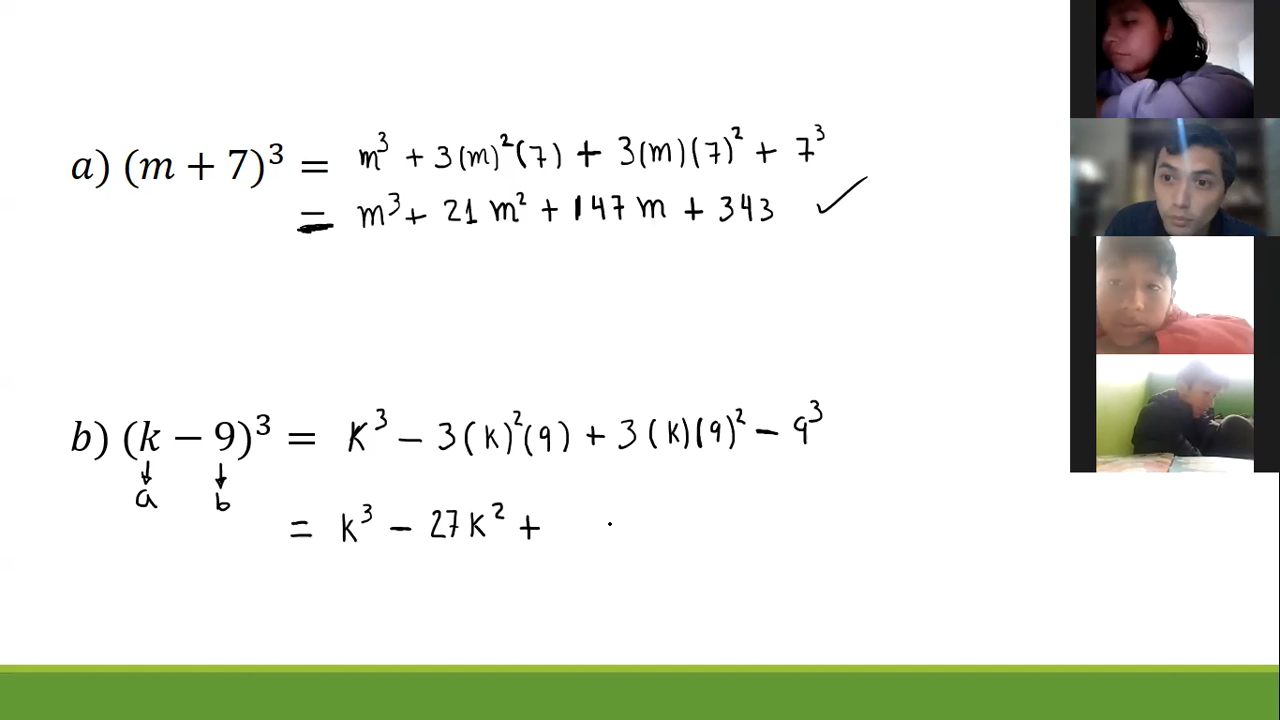 a) (m + 7)³ = m³ + 3(m)²(7) + 3(m)(7)² + 7³
= m³ + 21 m² + 147 m + 343 ✓
b) (k − 9)³ = K³ − 3(k)²(9) + 3(k)(9)² − 9³
↓ ↓
a b
= k³ − 27k² +